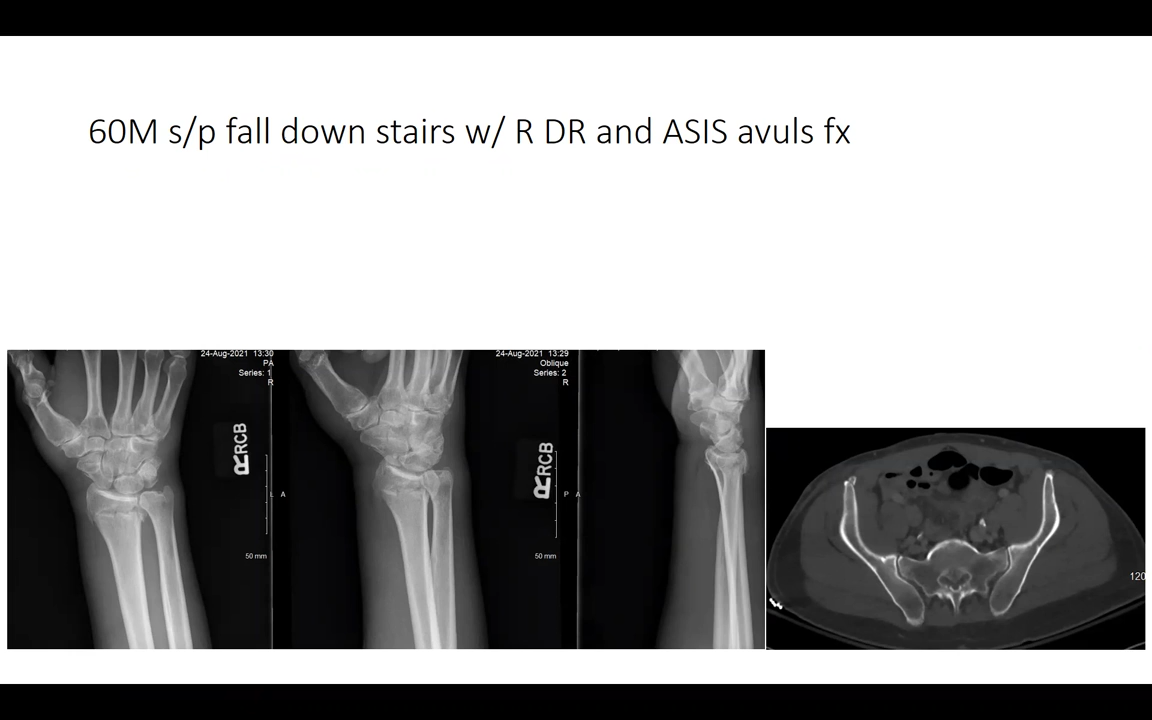 60M s/p fall down stairs w/ R DR and ASIS avuls fx
24-Aug-2021 13:30
PA
Series: 1
R
RCB
L
A
50 mm
24-Aug-2021 13:29
Oblique
Series: 2
R
RCB
P
A
50 mm
120